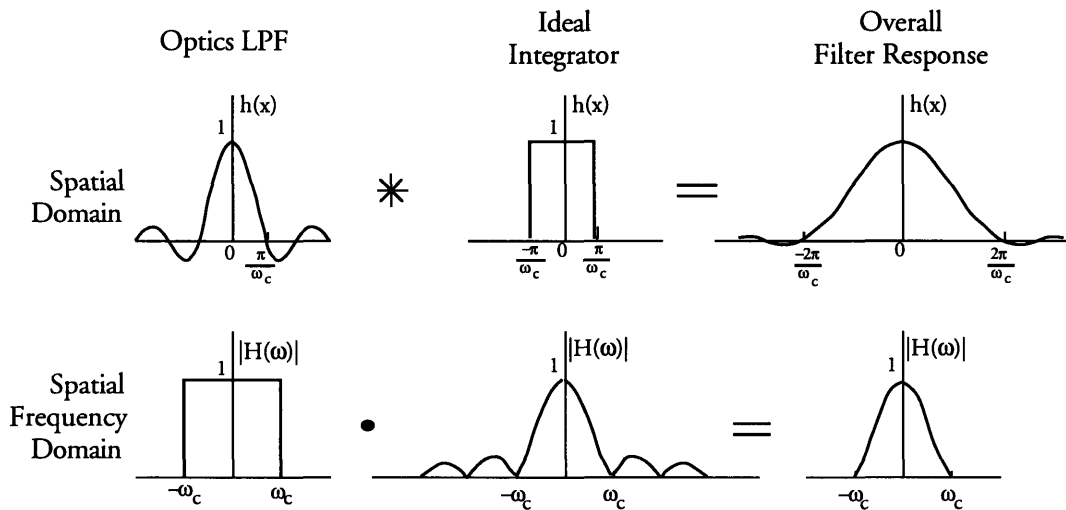 Optics LPF
Ideal
Integrator
Overall
Filter Response
Spatial
Domain
h(x)
1
0
π
ω_c
*
h(x)
1
-π
ω_c
0
π
ω_c
=
h(x)
1
-2π
ω_c
0
2π
ω_c
Spatial
Frequency
Domain
|H(ω)|
1
-ω_c
ω_c
•
|H(ω)|
1
-ω_c
ω_c
=
|H(ω)|
1
-ω_c
ω_c